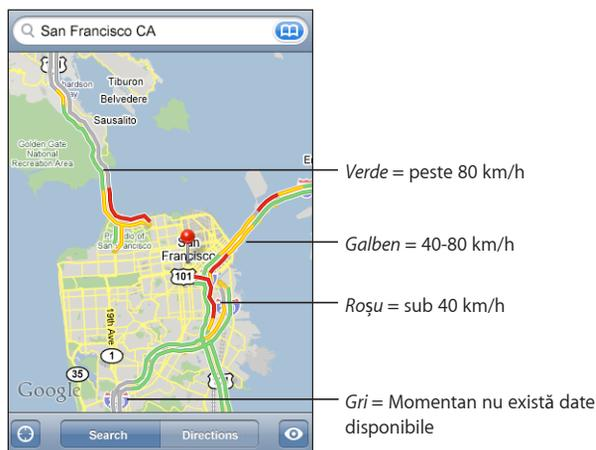 San Francisco CA
Tiburon
Belvedere
Sausalito
Golden Gate
National
Recreation Area
Verde = peste 80 km/h
San
Francisco
Galben = 40-80 km/h
101
Roșu = sub 40 km/h
19th Ave
1
35
Google
Gri = Momentan nu există date
disponibile
Search
Directions